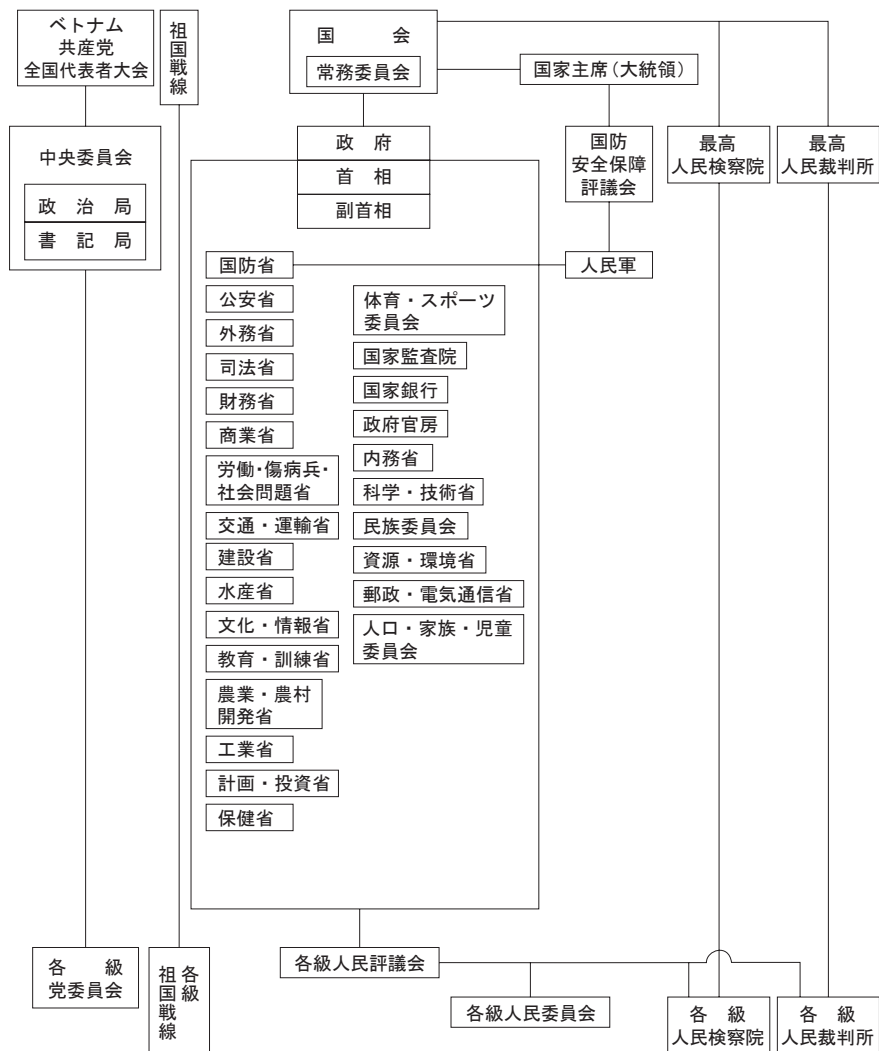 ベトナム
共産党
全国代表者大会
祖国戦線
国　会
常務委員会
国家主席（大統領）
中央委員会
政　治　局
書　記　局
政　府
首　相
副首相
国防
安全保障
評議会
最高
人民検察院
最高
人民裁判所
人民軍
国防省
公安省
外務省
司法省
財務省
商業省
労働・傷病兵・
社会問題省
交通・運輸省
建設省
水産省
文化・情報省
教育・訓練省
農業・農村
開発省
工業省
計画・投資省
保健省
体育・スポーツ
委員会
国家監査院
国家銀行
政府官房
内務省
科学・技術省
民族委員会
資源・環境省
郵政・電気通信省
人口・家族・児童
委員会
各　級
党委員会
各級
祖国戦線
各級人民評議会
各級人民委員会
各　級
人民検察院
各　級
人民裁判所